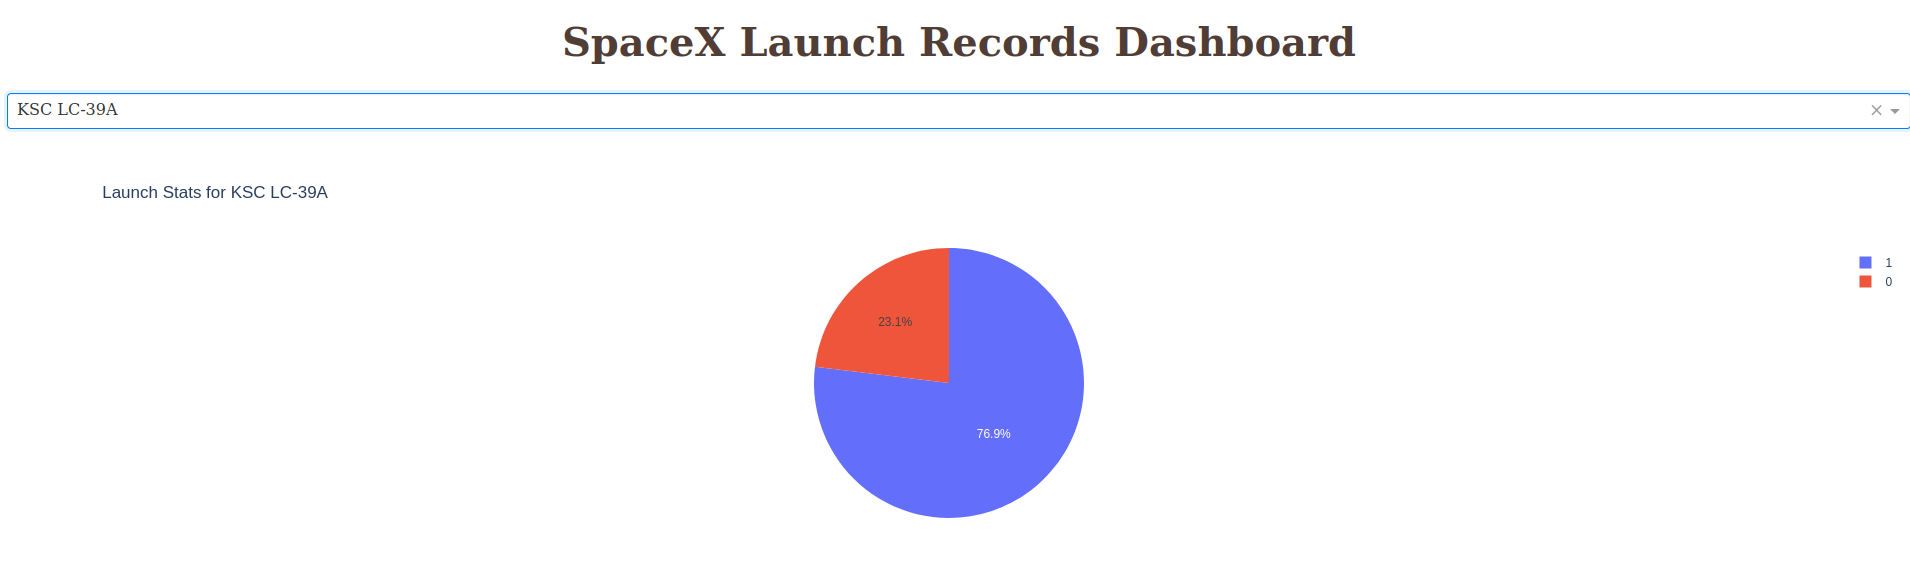 SpaceX Launch Records Dashboard
KSC LC-39A
Launch Stats for KSC LC-39A
1
0
23.1%
76.9%